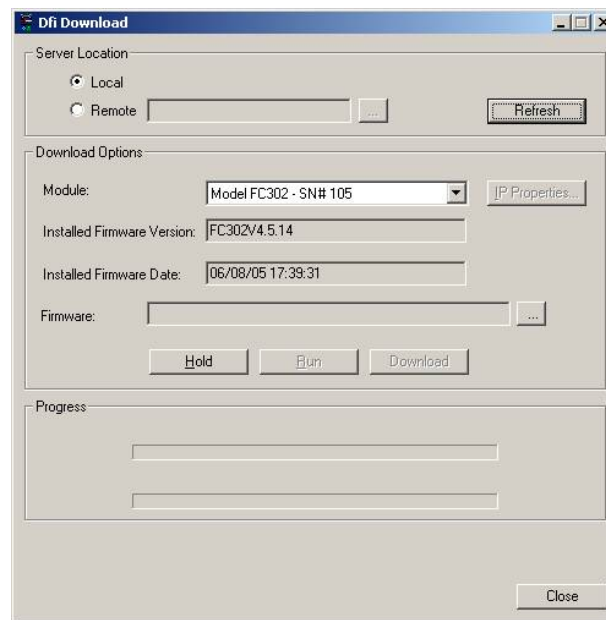 Dfi Download
Server Location
Local
Remote ... Refresh
Download Options
Module: Model FC302 - SN# 105 IP Properties...
Installed Firmware Version: FC302V4.5.14
Installed Firmware Date: 06/08/05 17:39:31
Firmware: ...
Hold Run Download
Progress
Close